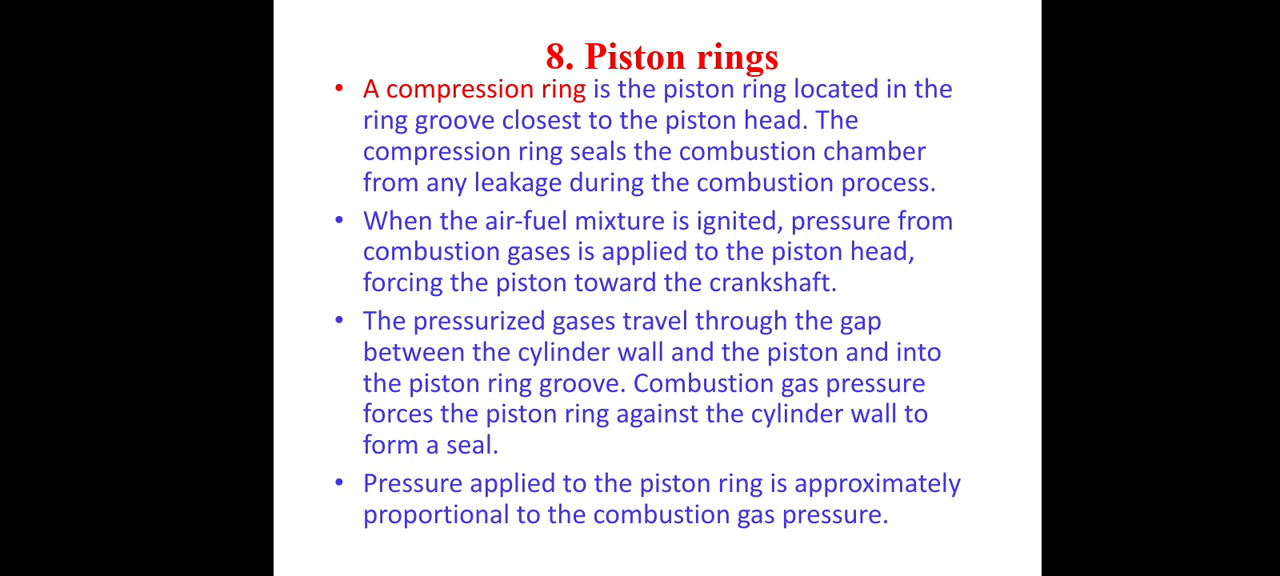 8. Piston rings
• A compression ring is the piston ring located in the
ring groove closest to the piston head. The
compression ring seals the combustion chamber
from any leakage during the combustion process.
• When the air-fuel mixture is ignited, pressure from
combustion gases is applied to the piston head,
forcing the piston toward the crankshaft.
• The pressurized gases travel through the gap
between the cylinder wall and the piston and into
the piston ring groove. Combustion gas pressure
forces the piston ring against the cylinder wall to
form a seal.
• Pressure applied to the piston ring is approximately
proportional to the combustion gas pressure.